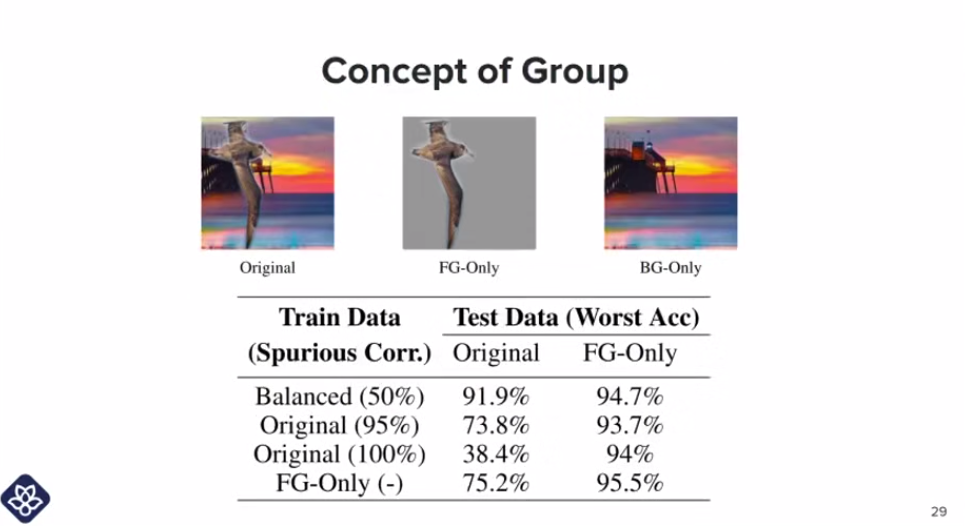 Concept of Group
Original FG-Only BG-Only
Train Data Test Data (Worst Acc)
(Spurious Corr.) Original FG-Only
Balanced (50%) 91.9% 94.7%
Original (95%) 73.8% 93.7%
Original (100%) 38.4% 94%
FG-Only (-) 75.2% 95.5%
29